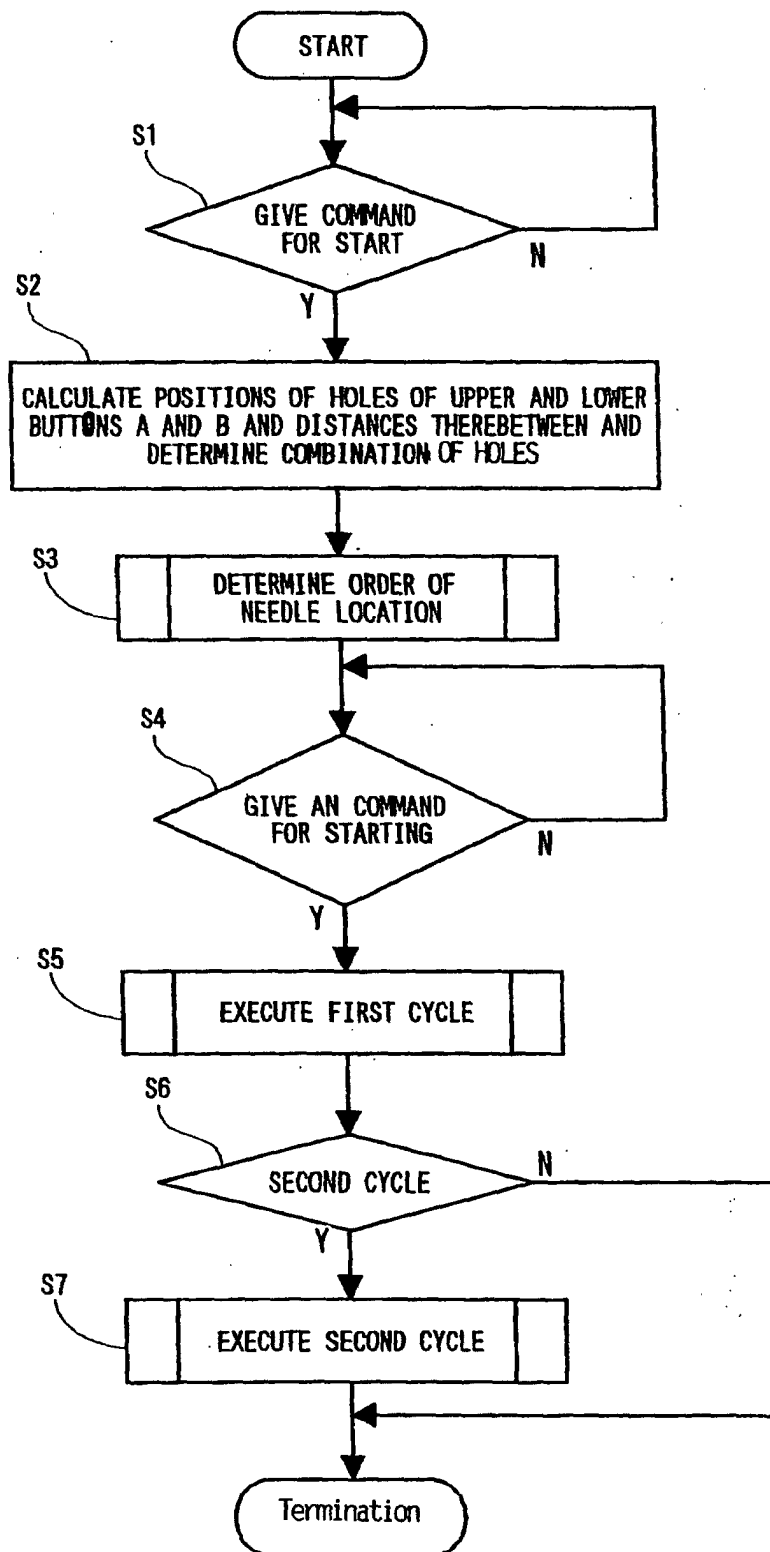 START
S1
GIVE COMMAND
FOR START
N
Y
S2
CALCULATE POSITIONS OF HOLES OF UPPER AND LOWER
BUTTONS A AND B AND DISTANCES THEREBETWEEN AND
DETERMINE COMBINATION OF HOLES
S3
DETERMINE ORDER OF
NEEDLE LOCATION
S4
GIVE AN COMMAND
FOR STARTING
N
Y
S5
EXECUTE FIRST CYCLE
S6
SECOND CYCLE
N
Y
S7
EXECUTE SECOND CYCLE
Termination